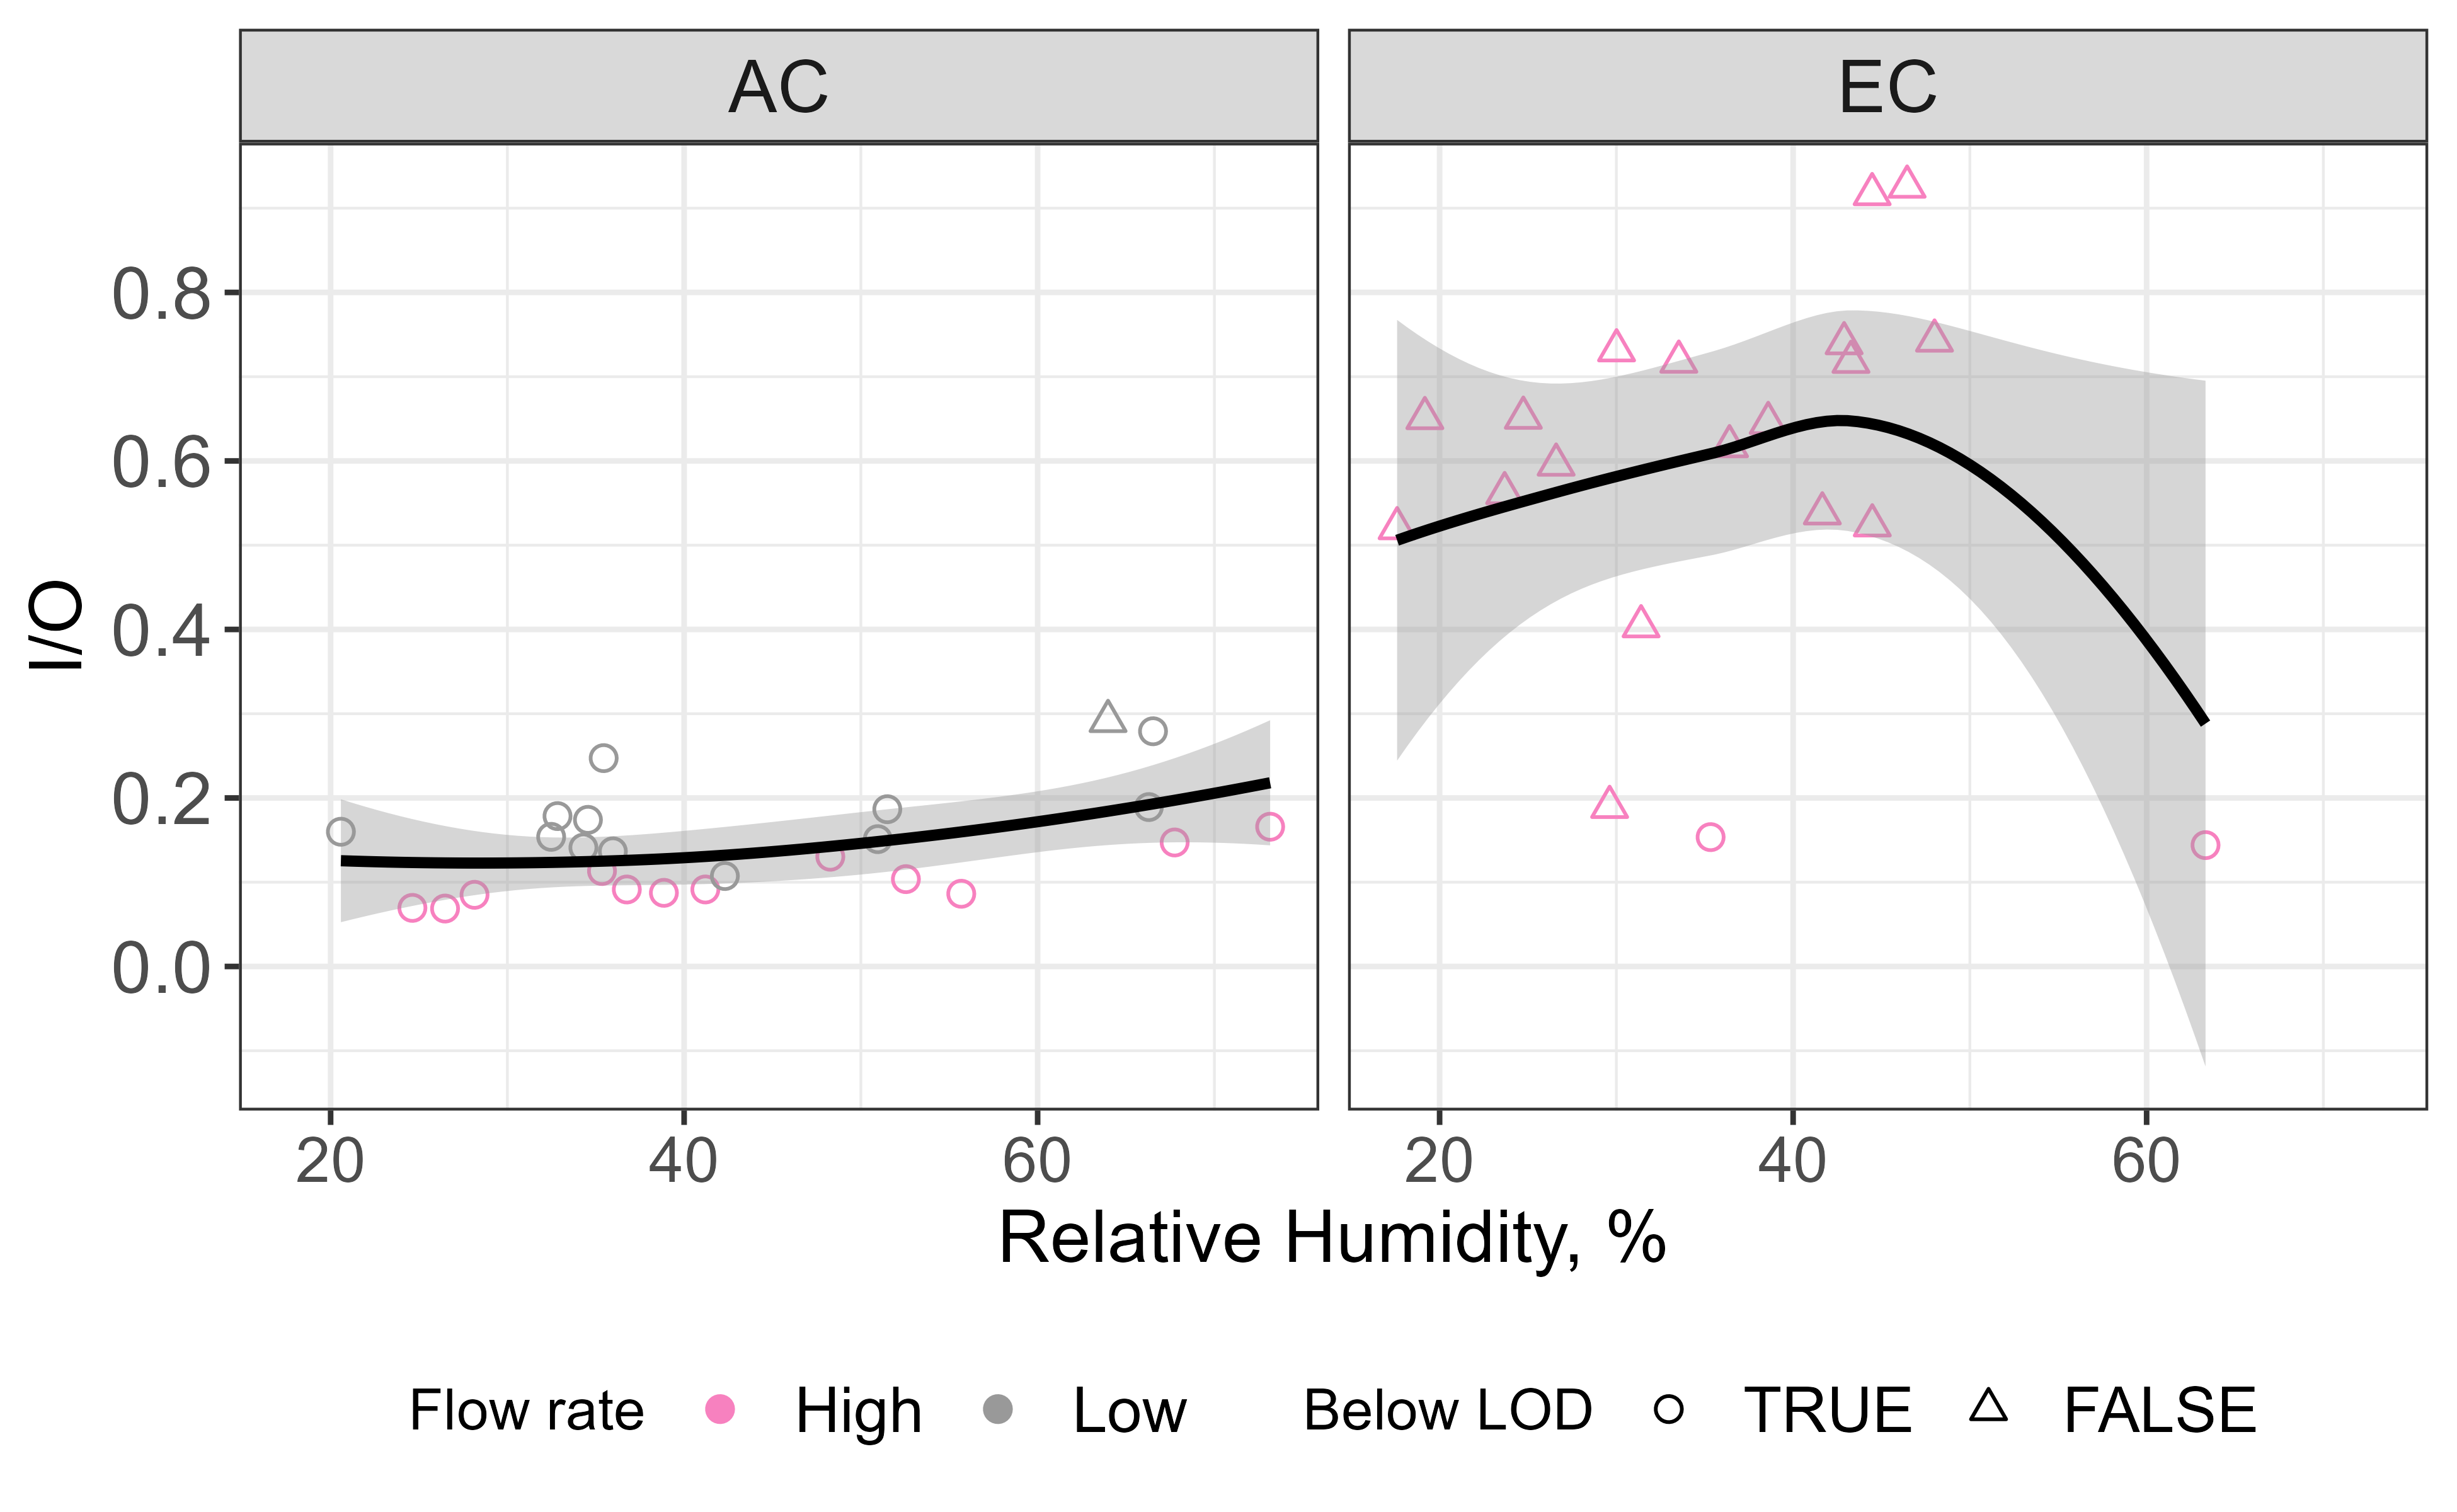 AC EC
0.8
0.6
0.4
0.2
0.0
I/O
20 40 60 20 40 60
Relative Humidity, %
Flow rate High Low Below LOD TRUE FALSE